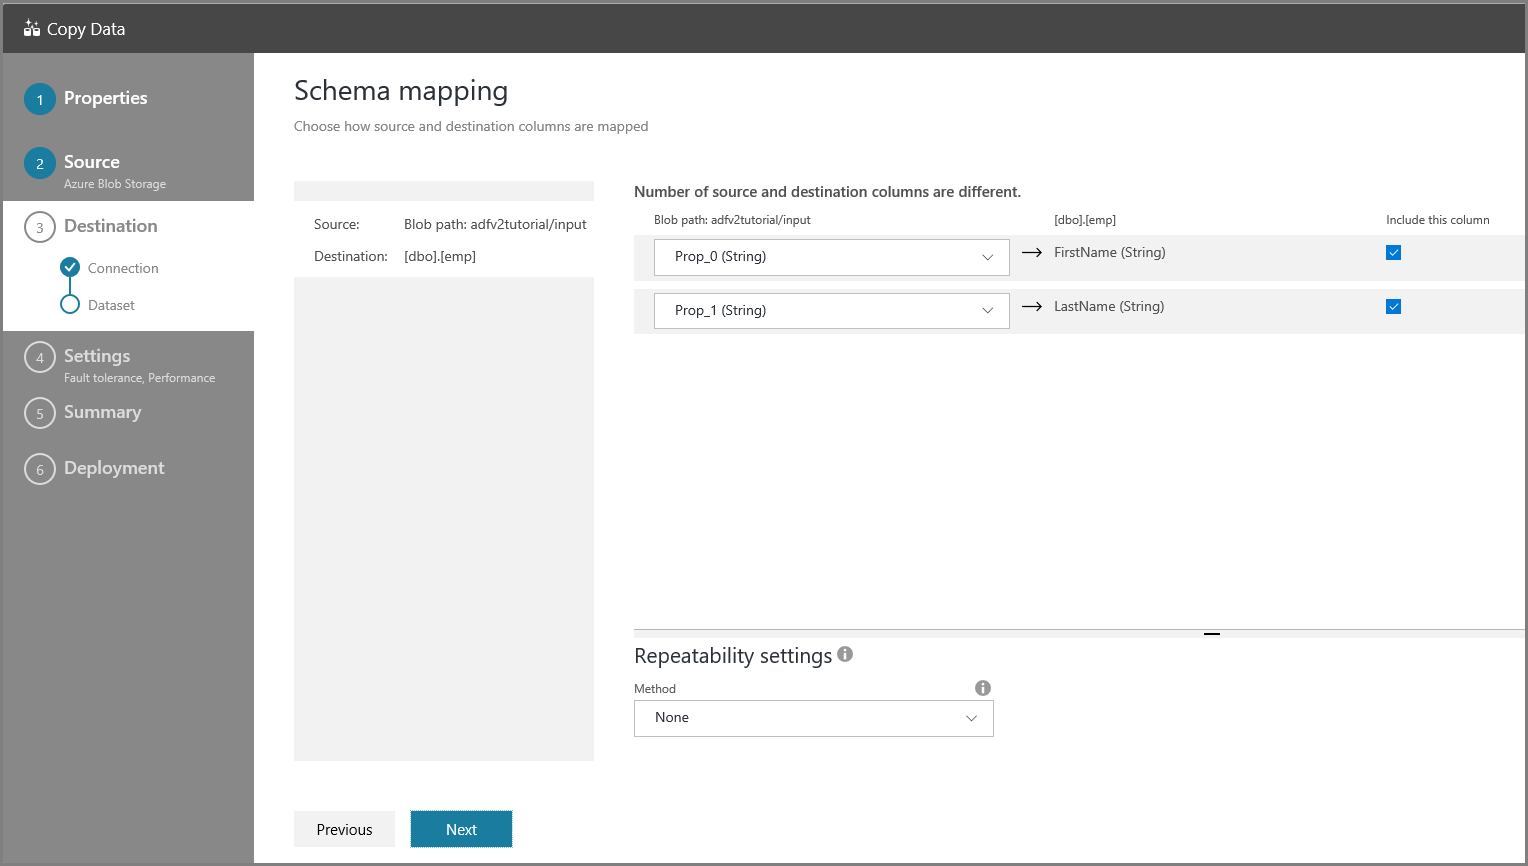 Copy Data
1 Properties
2 Source
Azure Blob Storage
3 Destination
Connection
Dataset
4 Settings
Fault tolerance, Performance
5 Summary
6 Deployment
Schema mapping
Choose how source and destination columns are mapped
Source: Blob path: adfv2tutorial/input
Destination: [dbo].[emp]
Number of source and destination columns are different.
Blob path: adfv2tutorial/input [dbo].[emp] Include this column
Prop_0 (String) FirstName (String)
Prop_1 (String) LastName (String)
Repeatability settings
Method
None
Previous Next